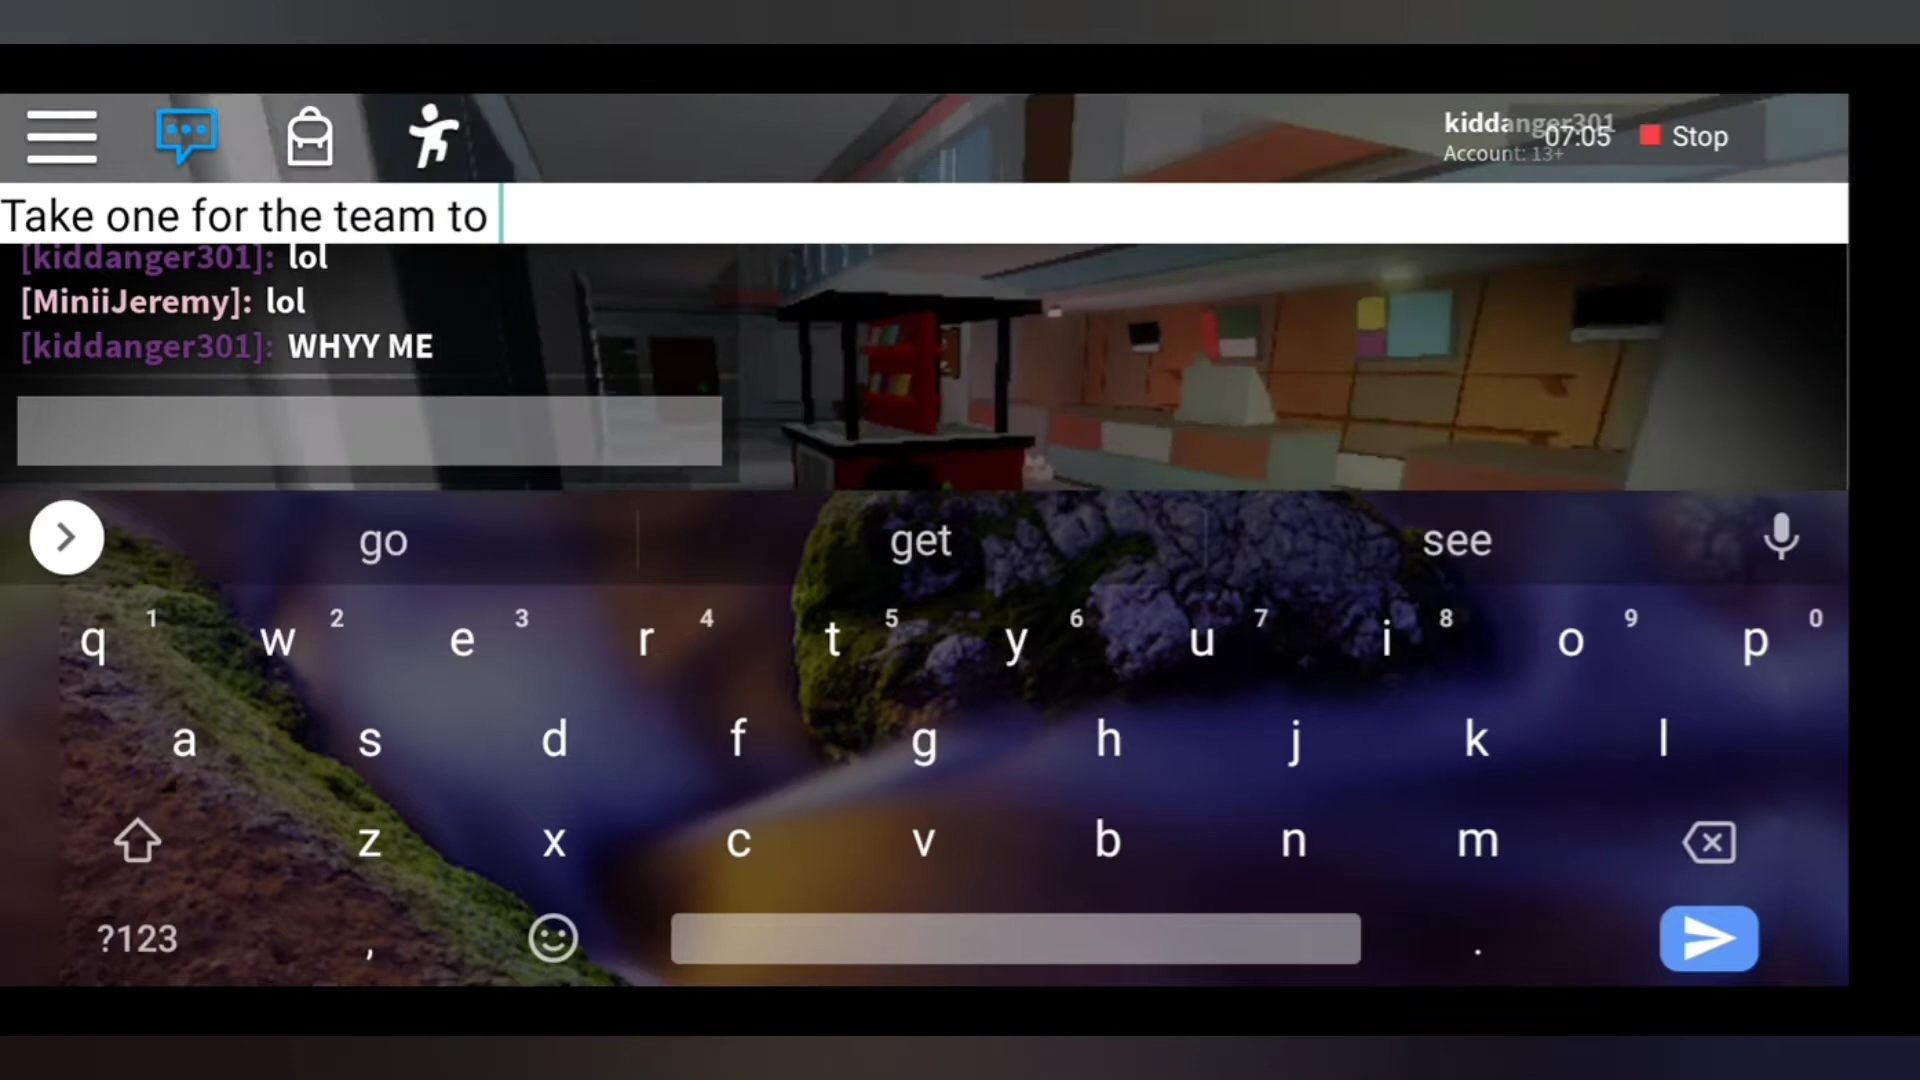 kiddanger301
Account: 13+
07:05
Stop
Take one for the team to
[kiddanger301]: lol
[MiniiJeremy]: lol
[kiddanger301]: WHYY ME
go get see
1 2 3 4 5 6 7 8 9 0
q w e r t y u i o p
a s d f g h j k l
z x c v b n m
?123 , .